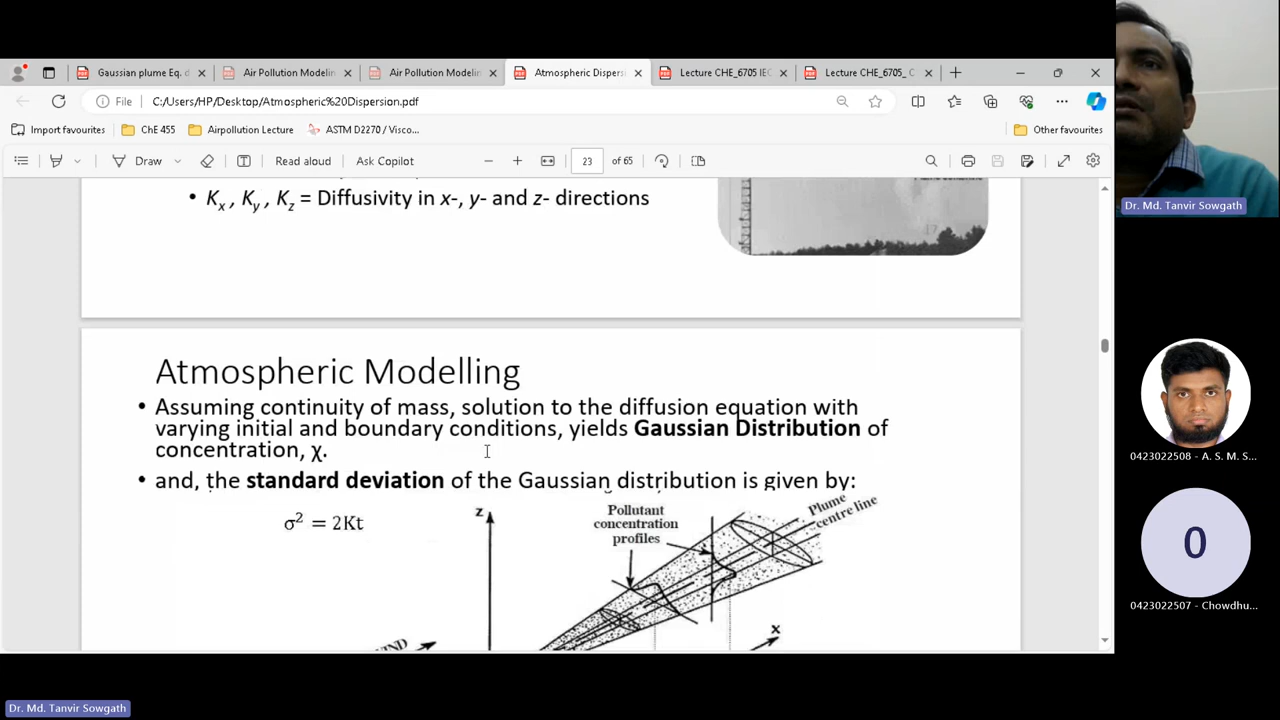 Gaussian plume Eq. d
Air Pollution Modelin
Air Pollution Modelin
Atmospheric Dispersi
Lecture CHE_6705 IEC
Lecture CHE_6705_ C
File
C:/Users/HP/Desktop/Atmospheric%20Dispersion.pdf
Import favourites
ChE 455
Airpollution Lecture
ASTM D2270 / Visco...
Other favourites
Draw
Read aloud
Ask Copilot
23 of 65
• Kx , Ky , Kz = Diffusivity in x-, y- and z- directions
Atmospheric Modelling
• Assuming continuity of mass, solution to the diffusion equation with
varying initial and boundary conditions, yields Gaussian Distribution of
concentration, χ.
• and, the standard deviation of the Gaussian distribution is given by:
σ² = 2Kt
z
Pollutant
concentration
profiles
Plume
centre line
x
WIND
Dr. Md. Tanvir Sowgath
0423022508 - A. S. M. S...
0
0423022507 - Chowdhu...
Dr. Md. Tanvir Sowgath